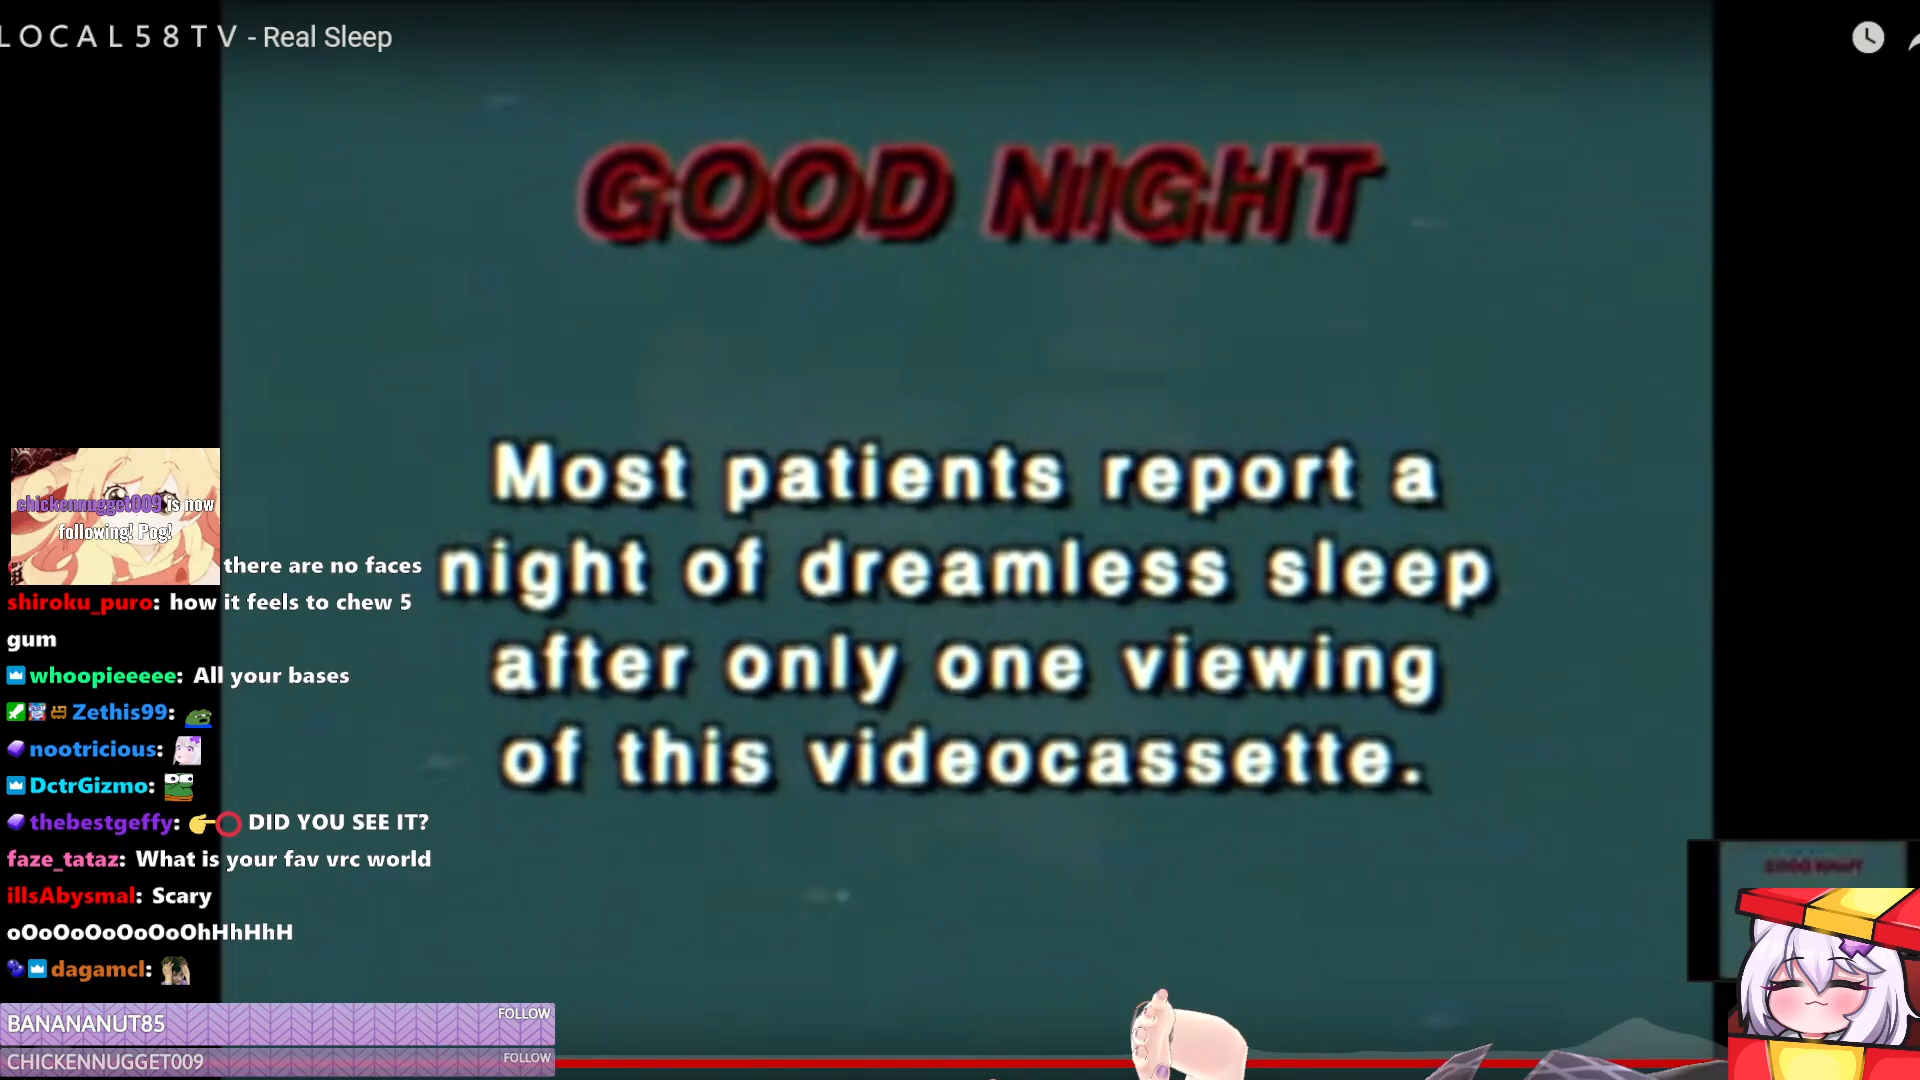 LOCAL58TV - Real Sleep
GOOD NIGHT
Most patients report a
night of dreamless sleep
after only one viewing
of this videocassette.
chickennugget009 is now
following! Pog!
there are no faces
shiroku_puro: how it feels to chew 5
gum
whoopieeeee: All your bases
Zethis99:
nootricious:
DctrGizmo:
thebestgeffy: DID YOU SEE IT?
faze_tataz: What is your fav vrc world
illsAbysmal: Scary
oOoOoOoOoOoOhHhHhH
dagamcl:
BANANANUT85 FOLLOW
CHICKENNUGGET009 FOLLOW
GOOD NIGHT